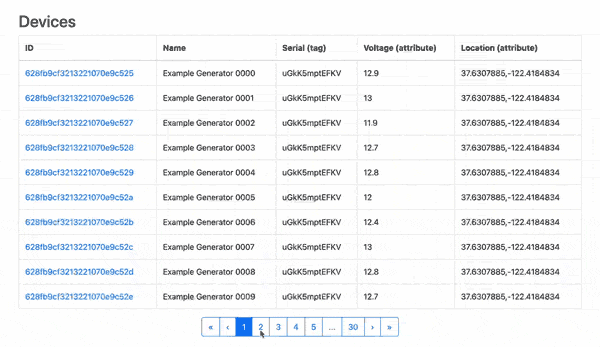 Devices
ID Name Serial (tag) Voltage (attribute) Location (attribute)
628fb9cf3213221070e9c525 Example Generator 0000 uGkK5mptEFKV 12.9 37.6307885,-122.4184834
628fb9cf3213221070e9c526 Example Generator 0001 uGkK5mptEFKV 13 37.6307885,-122.4184834
628fb9cf3213221070e9c527 Example Generator 0002 uGkK5mptEFKV 11.9 37.6307885,-122.4184834
628fb9cf3213221070e9c528 Example Generator 0003 uGkK5mptEFKV 12.7 37.6307885,-122.4184834
628fb9cf3213221070e9c529 Example Generator 0004 uGkK5mptEFKV 12.8 37.6307885,-122.4184834
628fb9cf3213221070e9c52a Example Generator 0005 uGkK5mptEFKV 12 37.6307885,-122.4184834
628fb9cf3213221070e9c52b Example Generator 0006 uGkK5mptEFKV 12.4 37.6307885,-122.4184834
628fb9cf3213221070e9c52c Example Generator 0007 uGkK5mptEFKV 13 37.6307885,-122.4184834
628fb9cf3213221070e9c52d Example Generator 0008 uGkK5mptEFKV 12.8 37.6307885,-122.4184834
628fb9cf3213221070e9c52e Example Generator 0009 uGkK5mptEFKV 12.7 37.6307885,-122.4184834
« ‹ 1 2 3 4 5 ... 30 › »